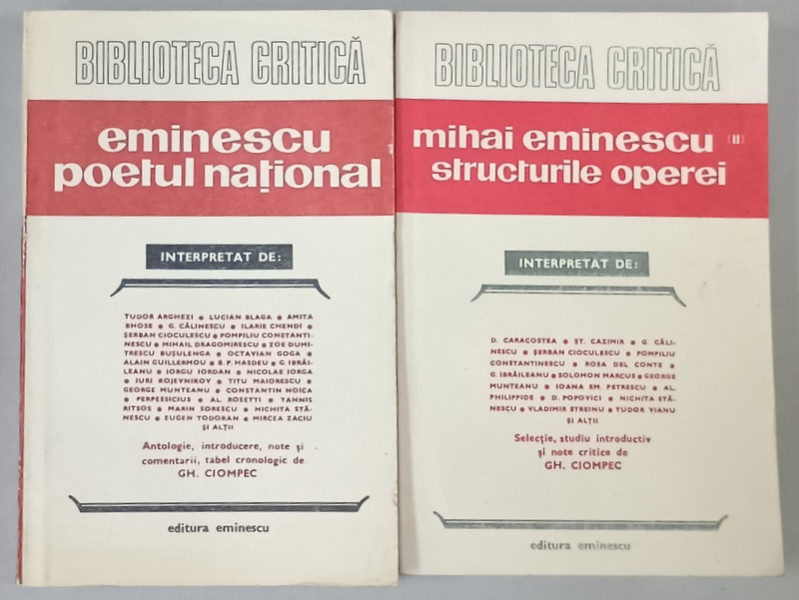 BIBLIOTECA CRITICĂ
eminescu
poetul național
INTERPRETAT DE:
TUDOR ARGHEZI • LUCIAN BLAGA • AMITA
BHOSE • G. CĂLINESCU • ILARIE CHENDI •
ȘERBAN CIOCULESCU • POMPILIU CONSTANTI-
NESCU • MIHAIL DRAGOMIRESCU • ZOE DUMI-
TRESCU BUȘULENGA • OCTAVIAN GOGA •
ALAIN GUILLERMOU • B. P. HASDEU • G. IBRĂI-
LEANU • IORGU IORDAN • NICOLAE IORGA
• IURI KOJEVNIKOV • TITU MAIORESCU •
GEORGE MUNTEANU • CONSTANTIN NOICA
• PERPESSICIUS • AL. ROSETTI • YANNIS
RITSOS • MARIN SORESCU • NICHITA STĂ-
NESCU • EUGEN TODORAN • MIRCEA ZACIU
ȘI ALȚII
Antologie, introducere, note și
comentarii, tabel cronologic de
GH. CIOMPEC
editura eminescu
BIBLIOTECA CRITICĂ
mihai eminescu (II)
structurile operei
INTERPRETAT DE:
D. CARACOSTEA • ȘT. CAZIMIR • G. CĂLI-
NESCU • ȘERBAN CIOCULESCU • POMPILIU
CONSTANTINESCU • ROSA DEL CONTE •
G. IBRĂILEANU • SOLOMON MARCUS • GEORGE
MUNTEANU • IOANA EM. PETRESCU • AL.
PHILIPPIDE • D. POPOVICI • NICHITA STĂ-
NESCU • VLADIMIR STREINU • TUDOR VIANU
ȘI ALȚII
Selecție, studiu introductiv
și note critice de
GH. CIOMPEC
editura eminescu